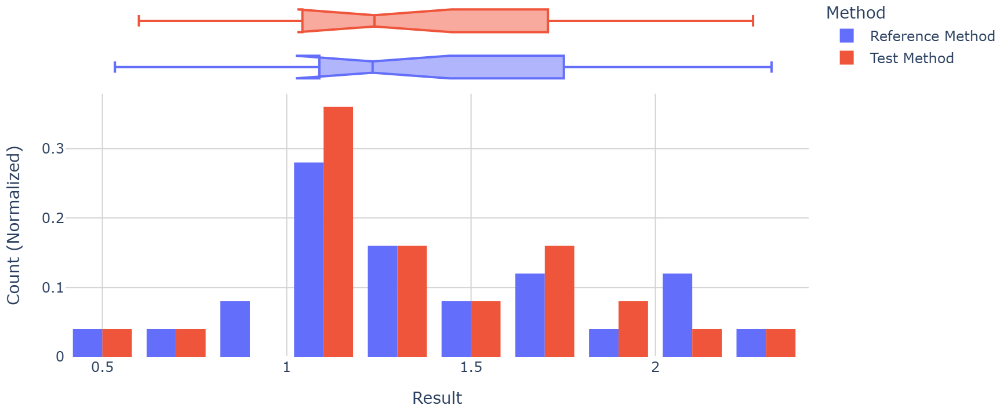 Method
Reference Method
Test Method
Count (Normalized)
0.3
0.2
0.1
0
0.5
1
1.5
2
Result